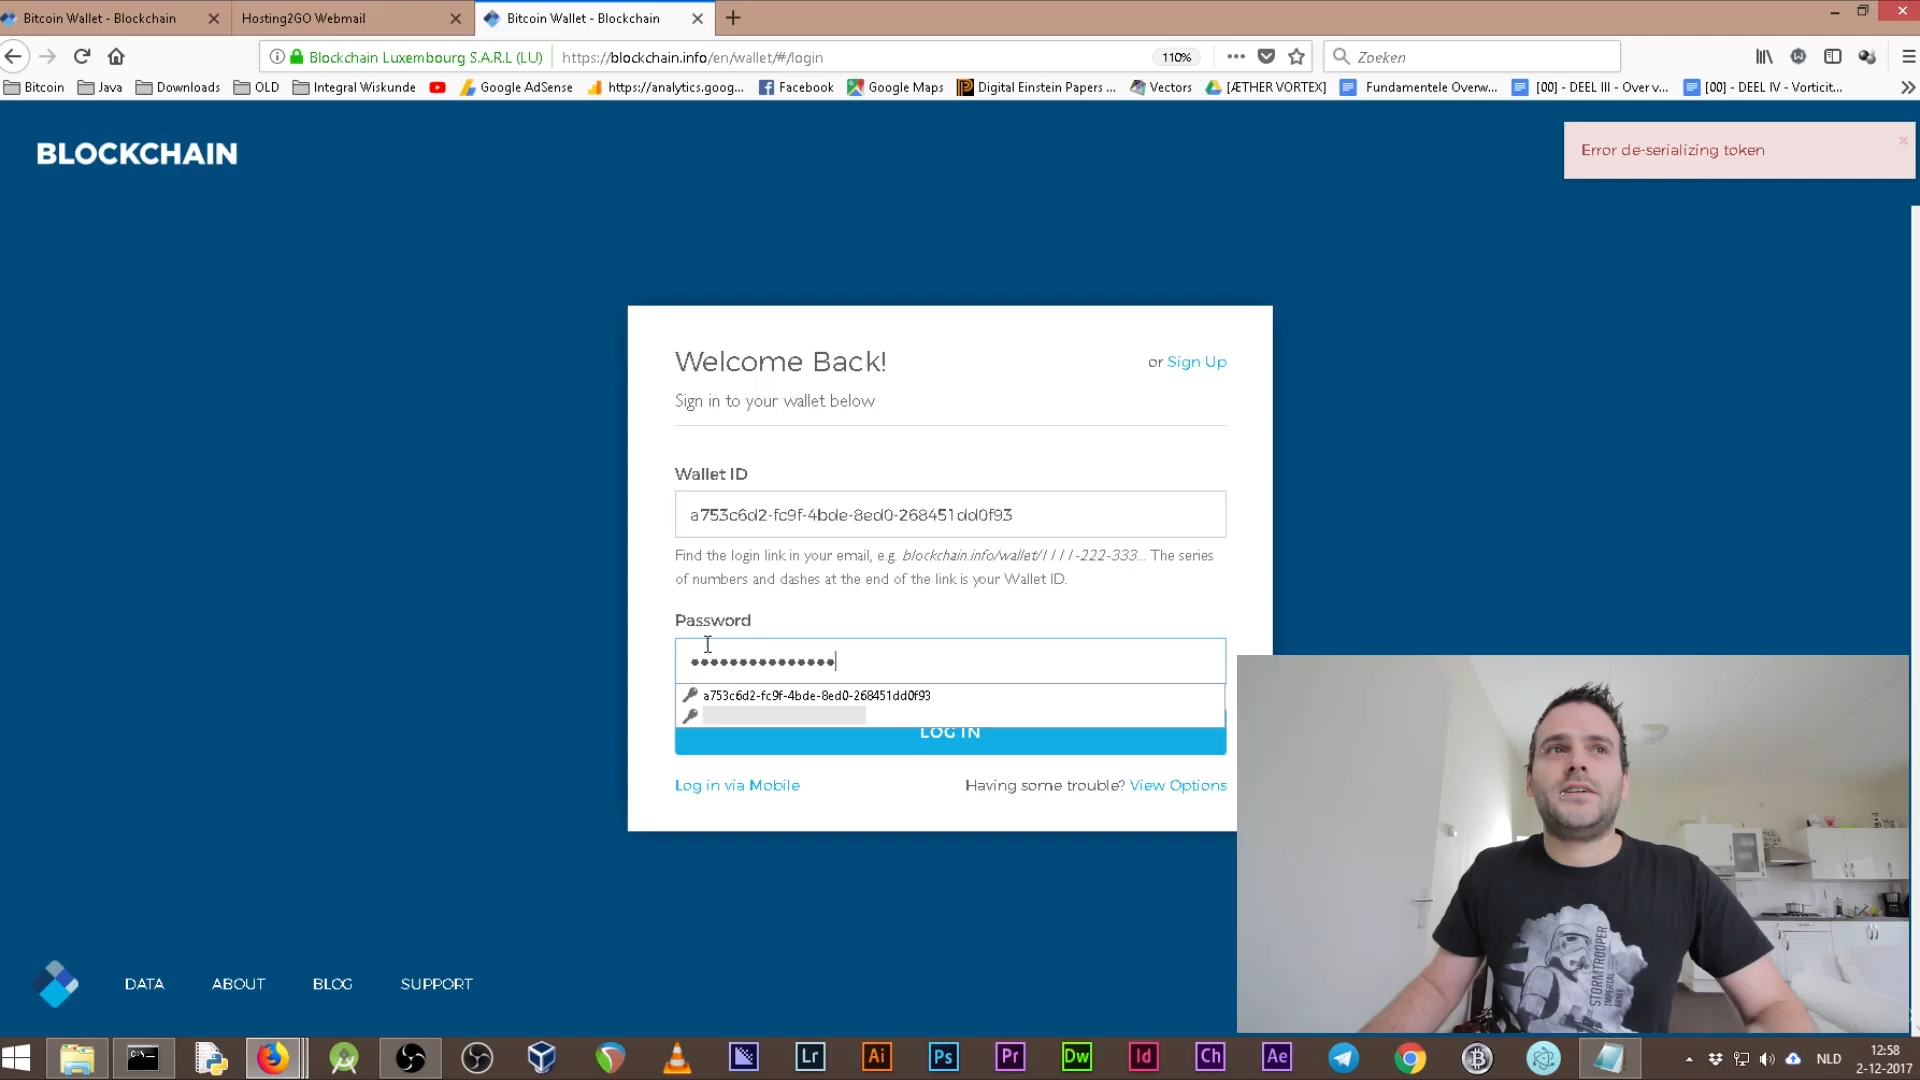 Bitcoin Wallet - Blockchain
Hosting2GO Webmail
Bitcoin Wallet - Blockchain
Blockchain Luxembourg S.A.R.L (LU)
https://blockchain.info/en/wallet/#/login
110%
Zoeken
Bitcoin
Java
Downloads
OLD
Integral Wiskunde
Google AdSense
https://analytics.goog...
Facebook
Google Maps
Digital Einstein Papers ...
Vectors
[ÆTHER VORTEX]
Fundamentele Overw...
[00] - DEEL III - Over v...
[00] - DEEL IV - Vorticit...
BLOCKCHAIN
Error de-serializing token
Welcome Back!
or Sign Up
Sign in to your wallet below
Wallet ID
a753c6d2-fc9f-4bde-8ed0-268451dd0f93
Find the login link in your email, e.g. blockchain.info/wallet/1111-222-333... The series
of numbers and dashes at the end of the link is your Wallet ID.
Password
a753c6d2-fc9f-4bde-8ed0-268451dd0f93
LOG IN
Log in via Mobile
Having some trouble? View Options
STORMTROOPER
IMPERIAL
ARMY
DATA
ABOUT
BLOG
SUPPORT
Lr
Ai
Ps
Pr
Dw
Id
Ch
Ae
NLD
12:58
2-12-2017